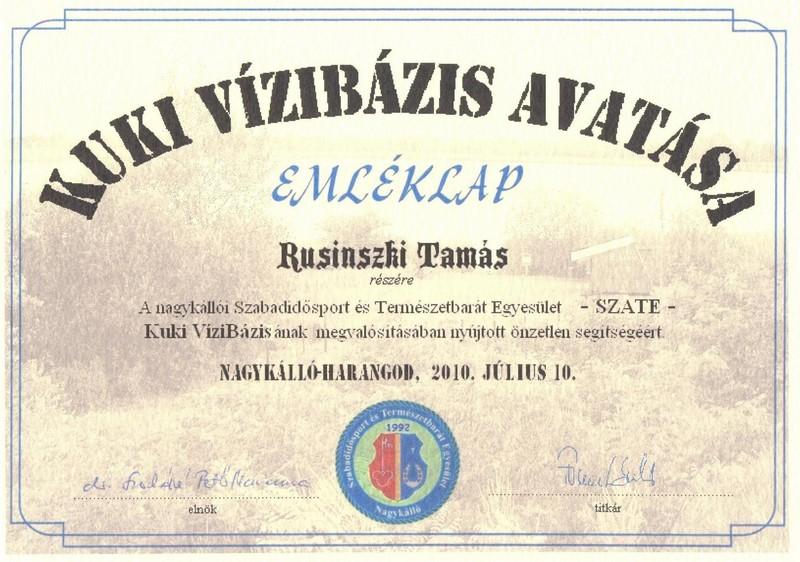 KUKI VÍZIBÁZIS AVATÁSA
EMLÉKLAP
Rusinszki Tamás
részére
A nagykállói Szabadidősport és Természetbarát Egyesület - SZATE -
Kuki VíziBázisának megvalósításában nyújtott önzetlen segítségéért.
NAGYKÁLLÓ-HARANGOD, 2010. JÚLIUS 10.
Szabadidősport és Természetbarát Egyesület
1992
Nagykálló
dr.
elnök
titkár